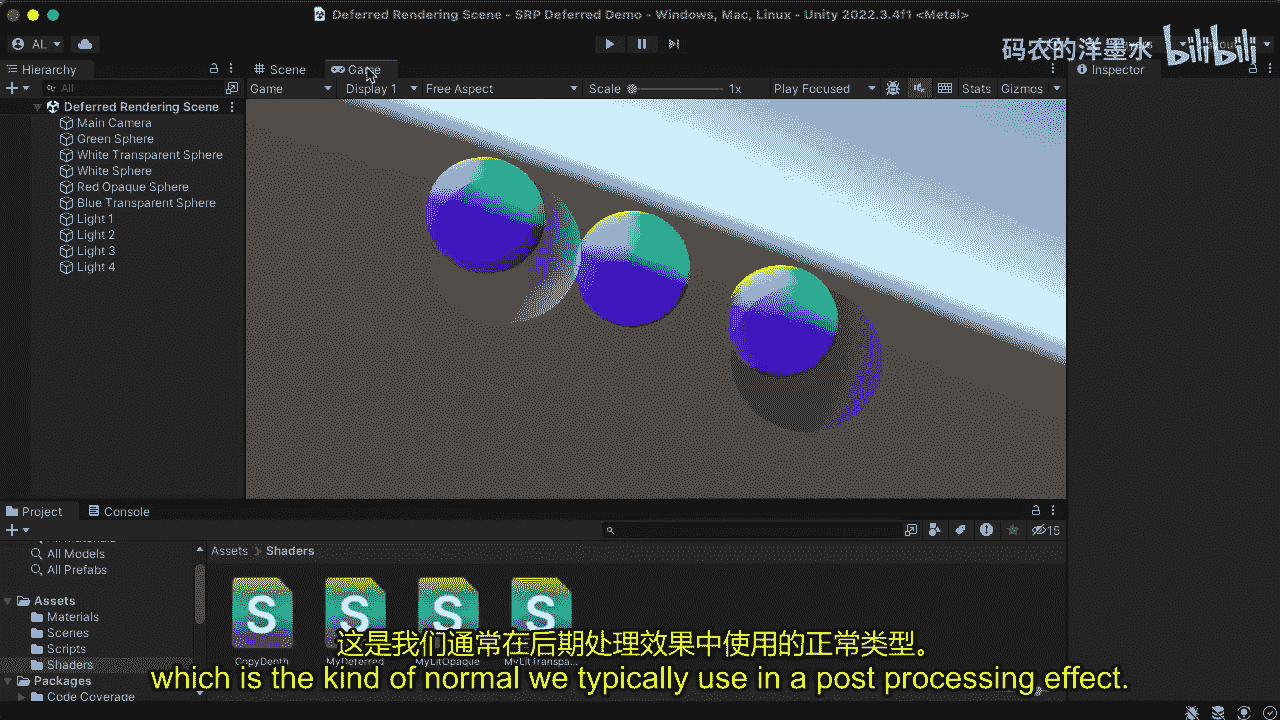 Deferred Rendering Scene - SRP Deferred Demo - Windows, Mac, Linux - Unity 2022.3.4f1 <Metal>
AL
码农的洋墨水 bilibili
Hierarchy
Scene
Game
Inspector
All
Game
Display 1
Free Aspect
Scale
1x
Play Focused
Stats
Gizmos
Deferred Rendering Scene
Main Camera
Green Sphere
White Transparent Sphere
White Sphere
Red Opaque Sphere
Blue Transparent Sphere
Light 1
Light 2
Light 3
Light 4
Project
Console
15
All Models
All Prefabs
Assets
Materials
Scenes
Scripts
Shaders
Packages
Code Coverage
Assets > Shaders
S S S S
CopyDepth
MyDeferred
MyLitOpaque
MyLitTranspa...
这是我们通常在后期处理效果中使用的正常类型。
which is the kind of normal we typically use in a post processing effect.